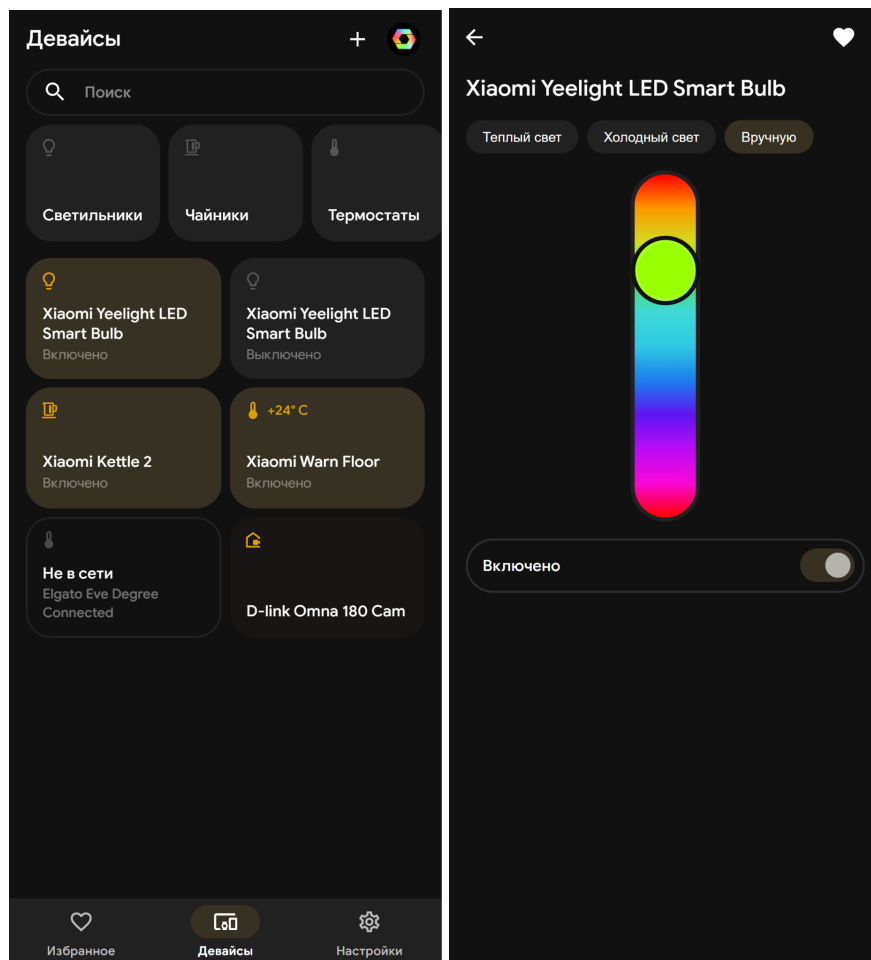 Девайсы
Поиск
Светильники
Чайники
Термостаты
Xiaomi Yeelight LED
Smart Bulb
Включено
Xiaomi Yeelight LED
Smart Bulb
Выключено
Xiaomi Kettle 2
Включено
+24° C
Xiaomi Warn Floor
Включено
Не в сети
Elgato Eve Degree
Connected
D-link Omna 180 Cam
Избранное
Девайсы
Настройки
Xiaomi Yeelight LED Smart Bulb
Теплый свет
Холодный свет
Вручную
Включено